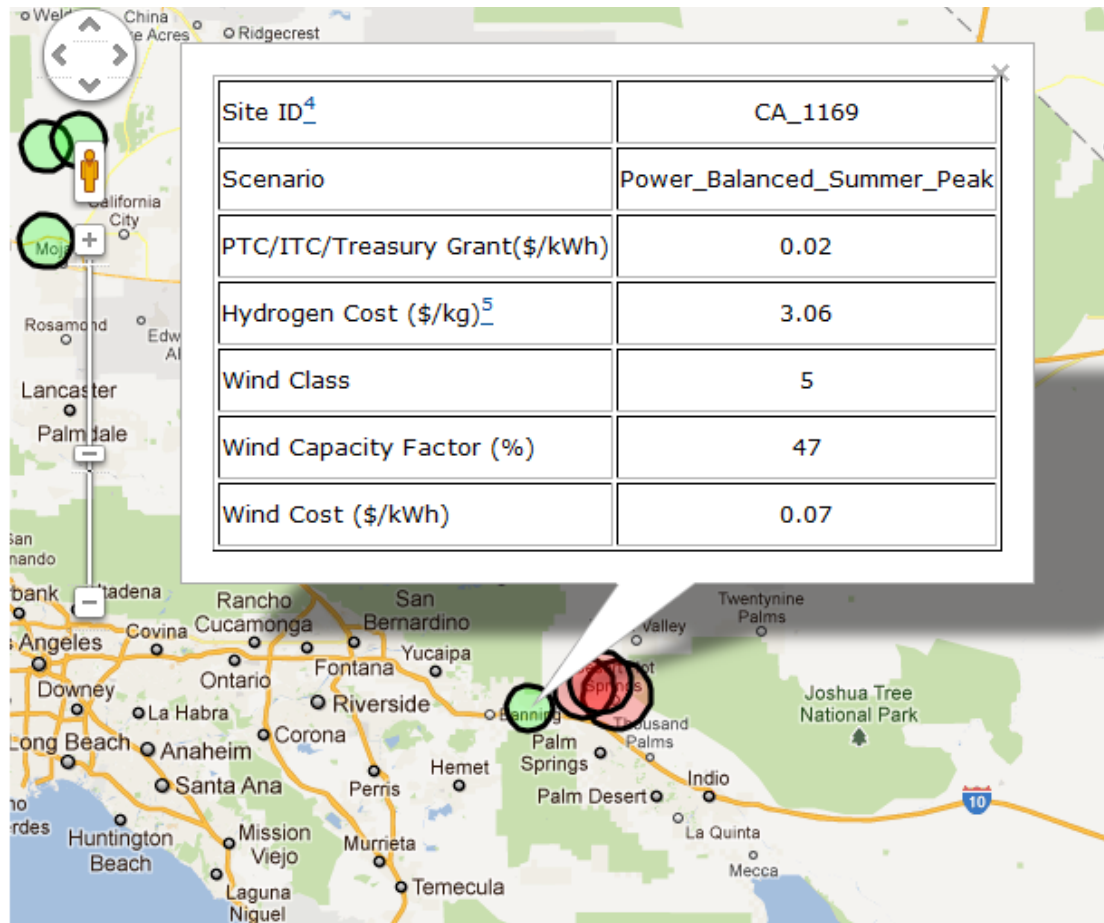 China
Ridgecrest
Site ID4
CA_1169
Scenario
Power_Balanced_Summer_Peak
PTC/ITC/Treasury Grant($/kWh)
0.02
Hydrogen Cost ($/kg)5
3.06
Wind Class
5
Wind Capacity Factor (%)
47
Wind Cost ($/kWh)
0.07
California
City
Rosamond
Lancaster
Palmdale
Rancho
Cucamonga
San
Bernardino
Twentynine
Palms
Valley
Covina
Angeles
Fontana
Yucaipa
Ontario
Downey
La Habra
Riverside
Banning
Springs
Thousand
Palms
Joshua Tree
National Park
Long Beach
Anaheim
Corona
Palm
Springs
Santa Ana
Perris
Hemet
Indio
Palm Desert
10
Huntington
Beach
Mission
Viejo
Murrieta
La Quinta
Mecca
Laguna
Niguel
Temecula